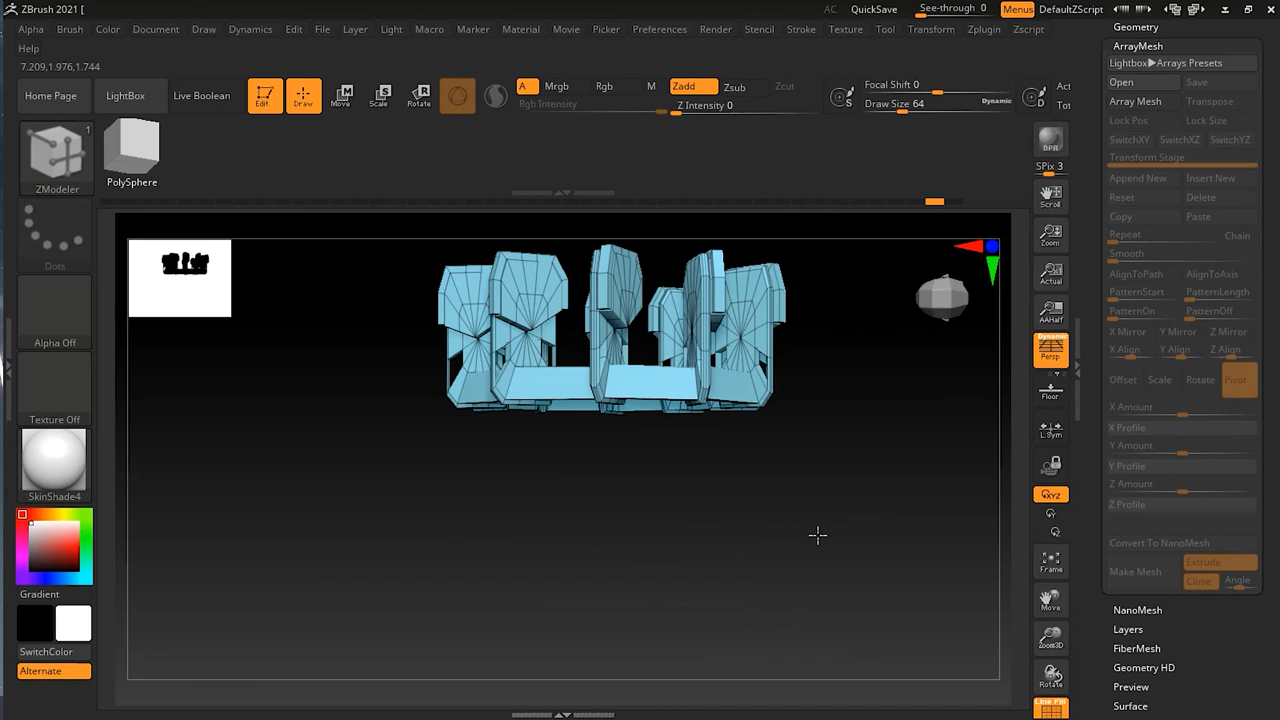 ZBrush 2021 [
AC
QuickSave
See-through 0
Menus
DefaultZScript
Alpha
Brush
Color
Document
Draw
Dynamics
Edit
File
Layer
Light
Macro
Marker
Material
Movie
Picker
Preferences
Render
Stencil
Stroke
Texture
Tool
Transform
Zplugin
Zscript
Help
7.209,1.976,1.744
Home Page
LightBox
Live Boolean
Edit
Draw
Move
Scale
Rotate
A
Mrgb
Rgb
M
Zadd
Zsub
Zcut
Rgb Intensity
Z Intensity 0
Focal Shift 0
Draw Size 64
Dynamic
S
D
Act
Tot
1
ZModeler
PolySphere
Dots
Alpha Off
Texture Off
SkinShade4
Gradient
SwitchColor
Alternate
BPR
SPix 3
Scroll
Zoom
Actual
AAHalf
Dynamic
Persp
Floor
L.Sym
XYZ
Y
Z
Frame
Move
Zoom3D
Rotate
Line Fill
Geometry
ArrayMesh
Lightbox▶Arrays Presets
Open
Save
Array Mesh
Transpose
Lock Pos
Lock Size
SwitchXY
SwitchXZ
SwitchYZ
Transform Stage
Append New
Insert New
Reset
Delete
Copy
Paste
Repeat
Chain
Smooth
AlignToPath
AlignToAxis
PatternStart
PatternLength
PatternOn
PatternOff
X Mirror
Y Mirror
Z Mirror
X Align
Y Align
Z Align
Offset
Scale
Rotate
Pivot
X Amount
X Profile
Y Amount
Y Profile
Z Amount
Z Profile
Convert To NanoMesh
Make Mesh
Extrude
Close
Angle
NanoMesh
Layers
FiberMesh
Geometry HD
Preview
Surface